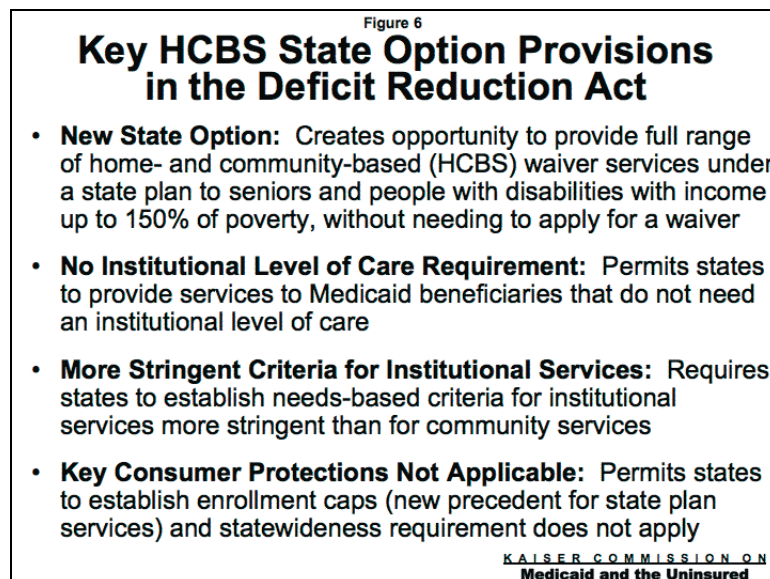 Figure 6
Key HCBS State Option Provisions
in the Deficit Reduction Act
• New State Option: Creates opportunity to provide full range
of home- and community-based (HCBS) waiver services under
a state plan to seniors and people with disabilities with income
up to 150% of poverty, without needing to apply for a waiver
• No Institutional Level of Care Requirement: Permits states
to provide services to Medicaid beneficiaries that do not need
an institutional level of care
• More Stringent Criteria for Institutional Services: Requires
states to establish needs-based criteria for institutional
services more stringent than for community services
• Key Consumer Protections Not Applicable: Permits states
to establish enrollment caps (new precedent for state plan
services) and statewideness requirement does not apply
KAISER COMMISSION ON
Medicaid and the Uninsured